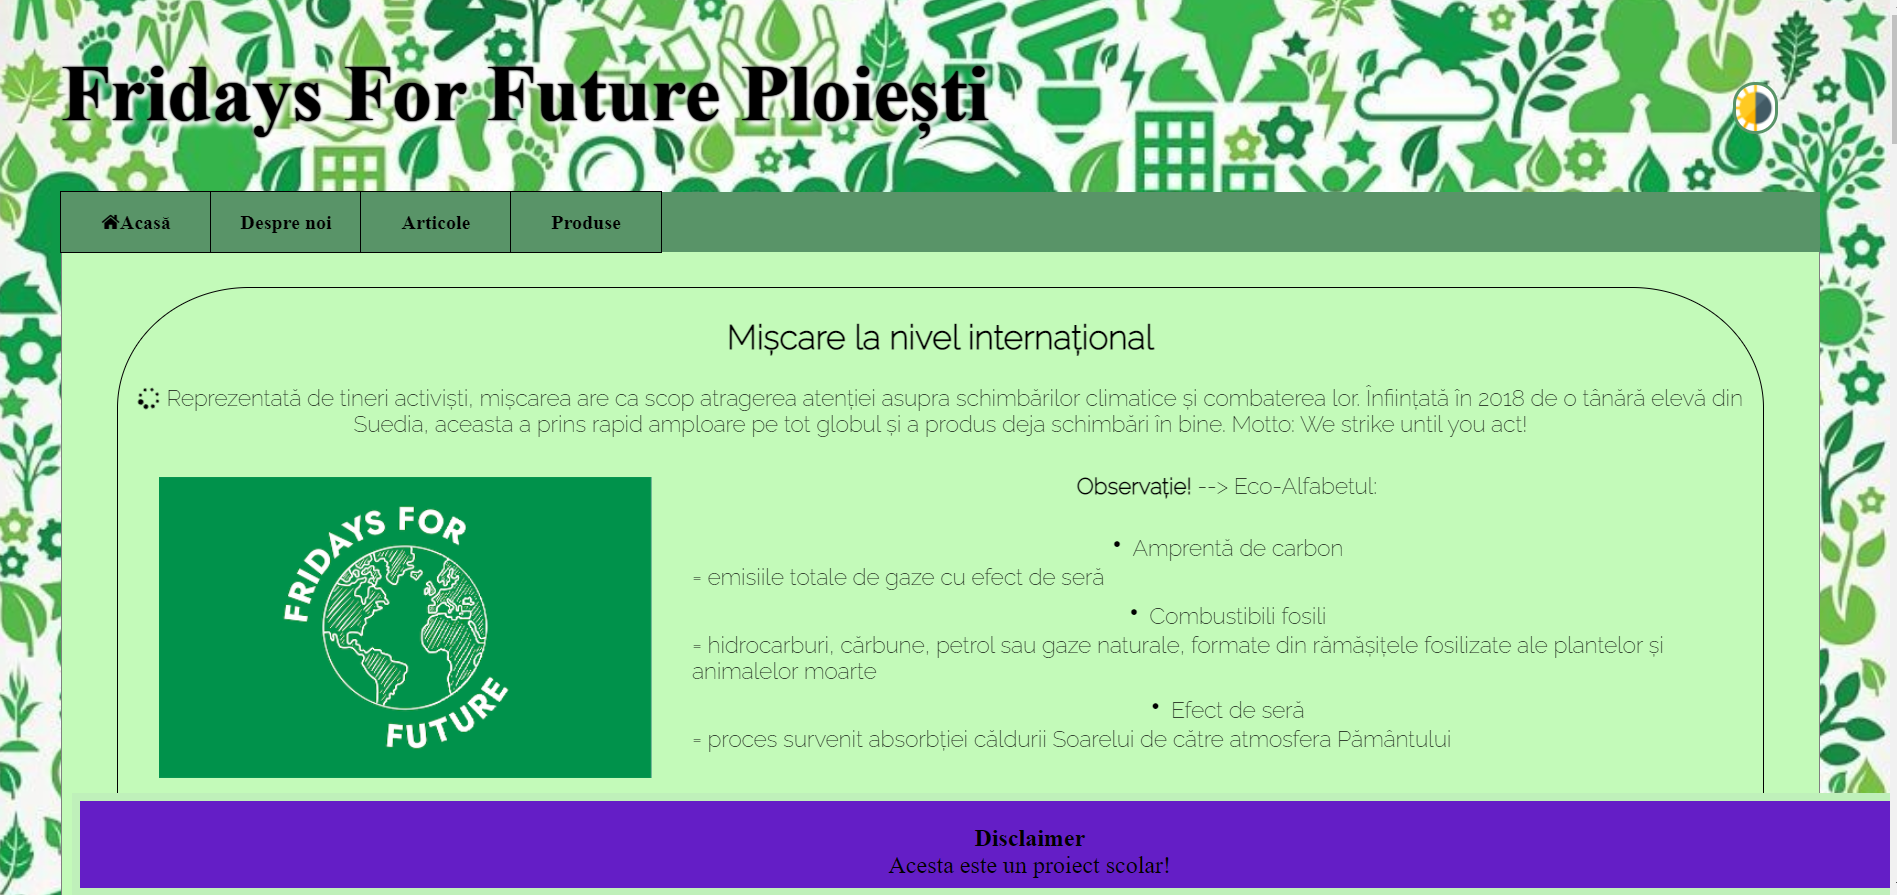 Fridays For Future Ploiești
Acasă
Despre noi
Articole
Produse
Mișcare la nivel internațional
Reprezentată de tineri activiști, mișcarea are ca scop atragerea atenției asupra schimbărilor climatice și combaterea lor. Înființată în 2018 de o tânără elevă din
Suedia, aceasta a prins rapid amploare pe tot globul și a produs deja schimbări în bine. Motto: We strike until you act!
FRIDAYS FOR
FUTURE
Observație! --> Eco-Alfabetul:
• Amprentă de carbon
= emisiile totale de gaze cu efect de seră
• Combustibili fosili
= hidrocarburi, cărbune, petrol sau gaze naturale, formate din rămășițele fosilizate ale plantelor și
animalelor moarte
• Efect de seră
= proces survenit absorbției căldurii Soarelui de către atmosfera Pământului
Disclaimer
Acesta este un proiect scolar!